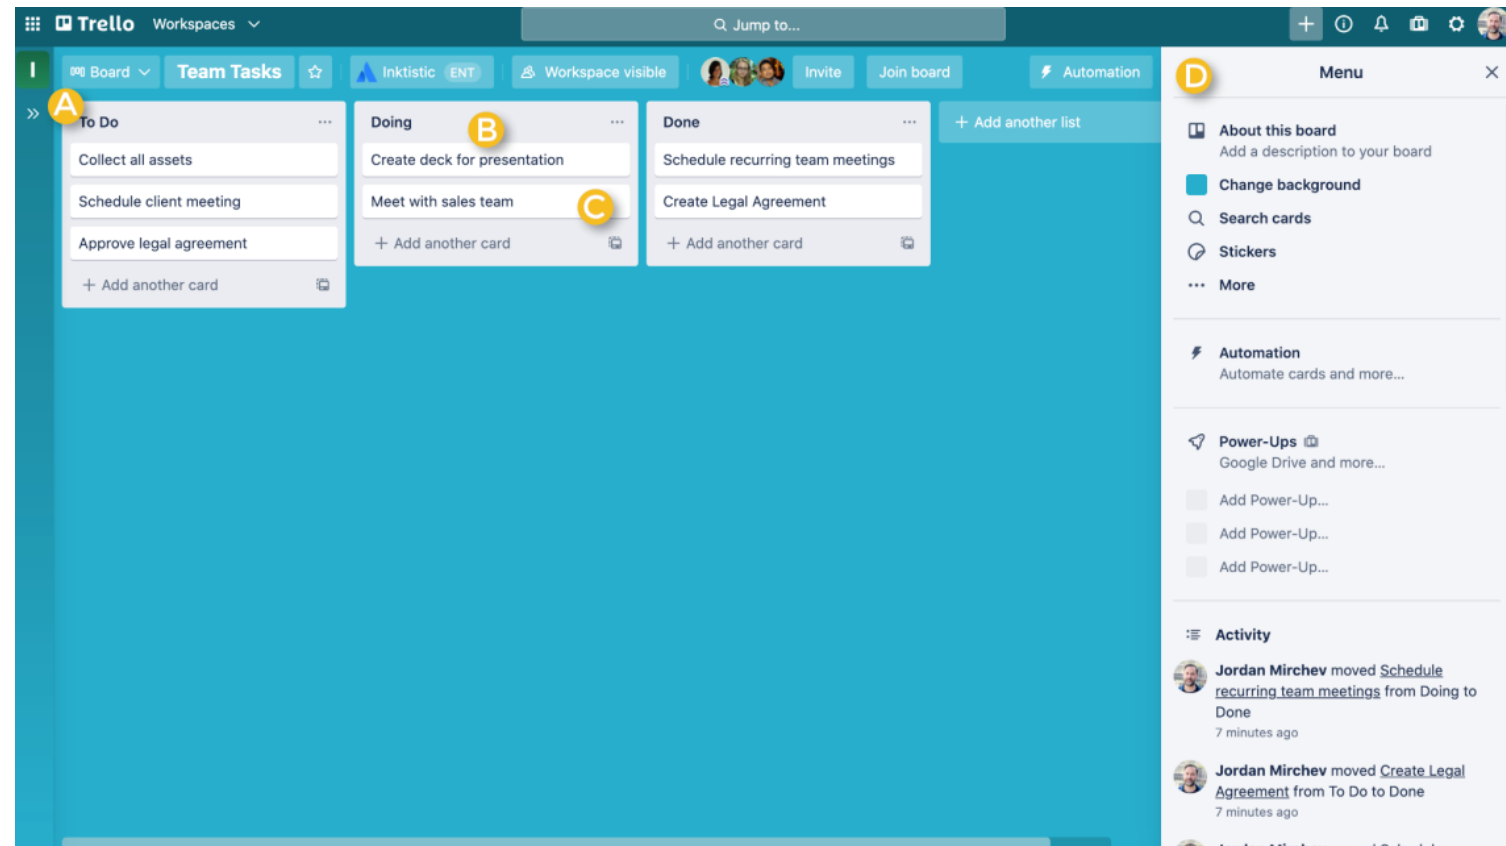 Trello
Workspaces
Jump to...
I
Board
Team Tasks
Inktistic ENT
Workspace visible
Invite
Join board
Automation
A
To Do
Collect all assets
Schedule client meeting
Approve legal agreement
+ Add another card
B
Doing
Create deck for presentation
Meet with sales team
C
+ Add another card
Done
Schedule recurring team meetings
Create Legal Agreement
+ Add another card
+ Add another list
D
Menu
About this board
Add a description to your board
Change background
Search cards
Stickers
More
Automation
Automate cards and more...
Power-Ups
Google Drive and more...
Add Power-Up...
Add Power-Up...
Add Power-Up...
Activity
Jordan Mirchev moved Schedule
recurring team meetings from Doing to
Done
7 minutes ago
Jordan Mirchev moved Create Legal
Agreement from To Do to Done
7 minutes ago